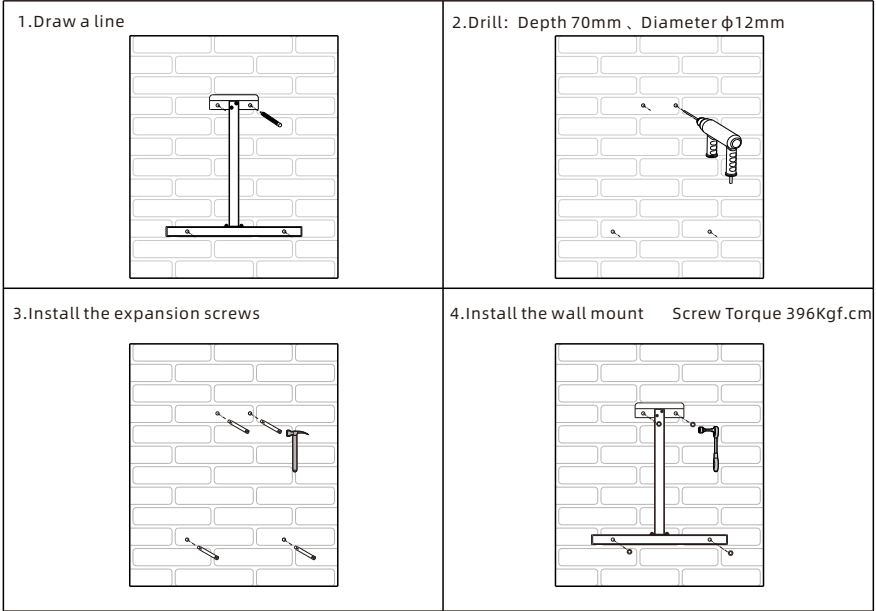 1.Draw a line
2.Drill: Depth 70mm 、Diameter ф12mm
3.Install the expansion screws
4.Install the wall mount Screw Torque 396Kgf.cm